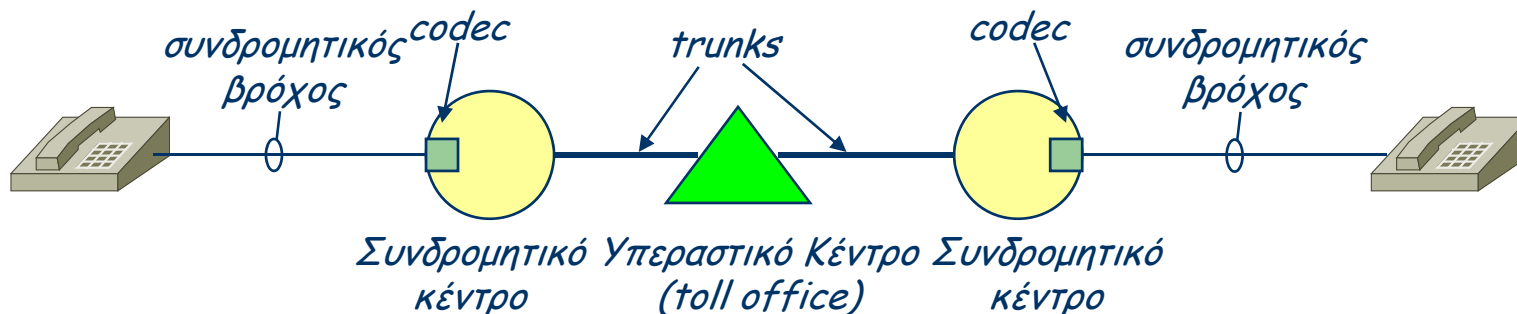 συνδρομητικός
βρόχος
codec
trunks
codec
συνδρομητικός
βρόχος
Συνδρομητικό
κέντρο
Υπεραστικό Κέντρο
(toll office)
Συνδρομητικό
κέντρο